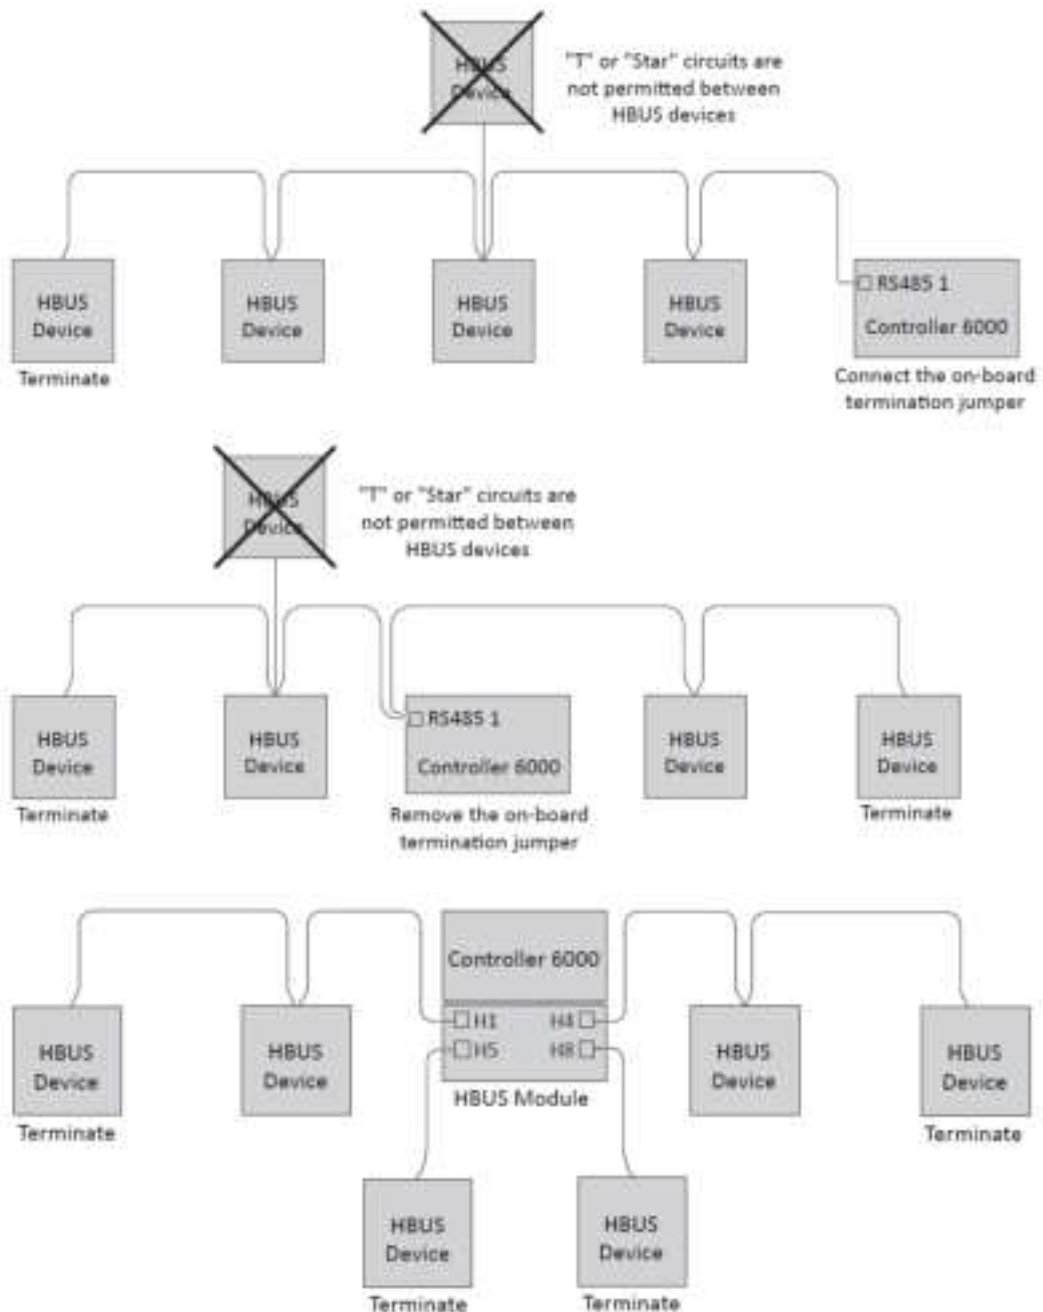 HBUS
Device
"T" or "Star" circuits are
not permitted between
HBUS devices
HBUS
Device
Terminate
HBUS
Device
HBUS
Device
HBUS
Device
RS485 1
Controller 6000
Connect the on-board
termination jumper
HBUS
Device
"T" or "Star" circuits are
not permitted between
HBUS devices
HBUS
Device
Terminate
HBUS
Device
RS485 1
Controller 6000
Remove the on-board
termination jumper
HBUS
Device
HBUS
Device
Terminate
Controller 6000
H1 H4
H5 H8
HBUS Module
HBUS
Device
Terminate
HBUS
Device
HBUS
Device
HBUS
Device
Terminate
HBUS
Device
Terminate
HBUS
Device
Terminate